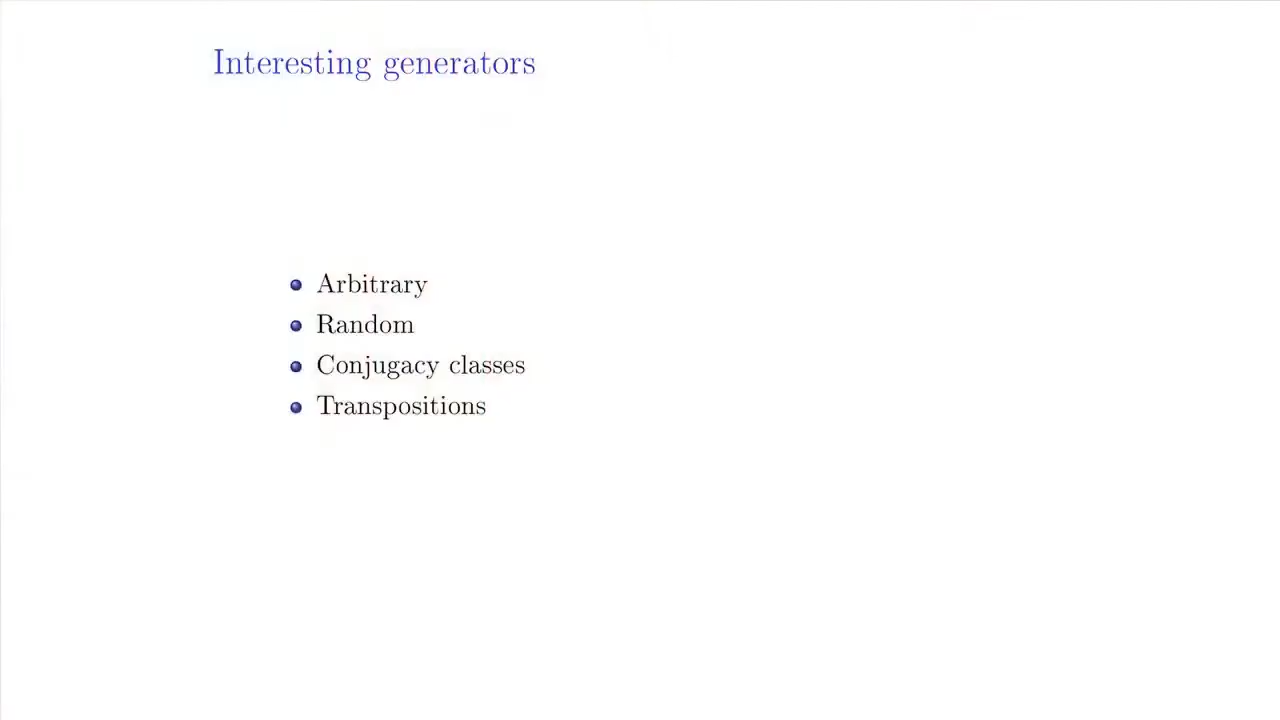 Interesting generators
Arbitrary
Random
Conjugacy classes
Transpositions